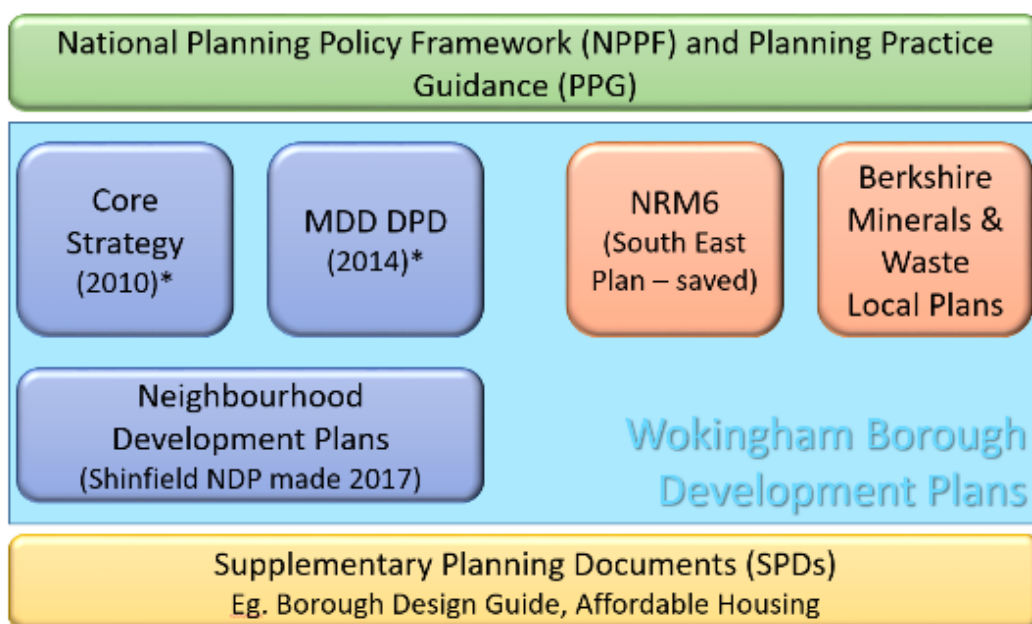 National Planning Policy Framework (NPPF) and Planning Practice
Guidance (PPG)
Core
Strategy
(2010)*
MDD DPD
(2014)*
NRM6
(South East
Plan – saved)
Berkshire
Minerals &
Waste
Local Plans
Neighbourhood
Development Plans
(Shinfield NDP made 2017)
Wokingham Borough
Development Plans
Supplementary Planning Documents (SPDs)
Eg. Borough Design Guide, Affordable Housing